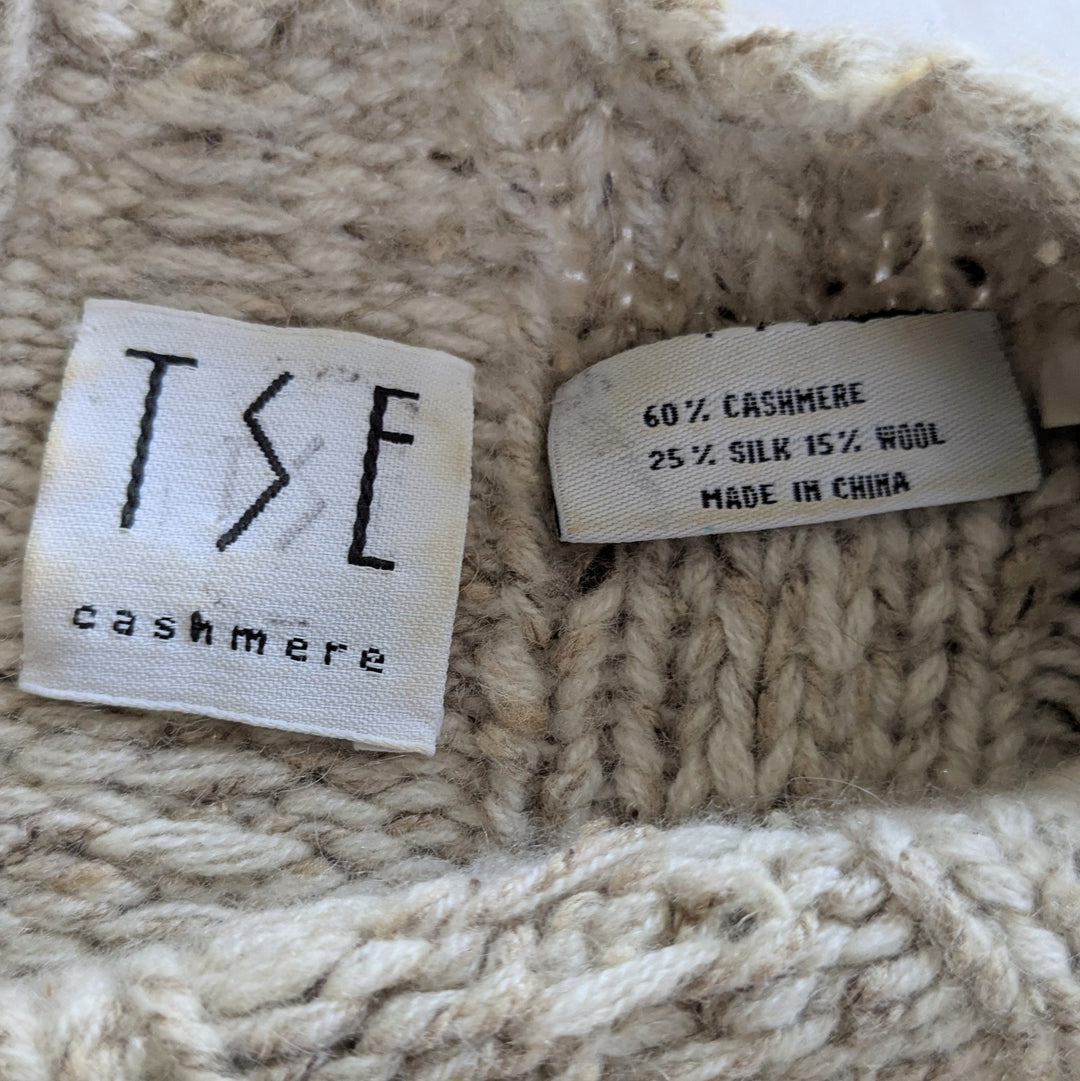 TSE
cashmere
60% CASHMERE
25% SILK 15% WOOL
MADE IN CHINA